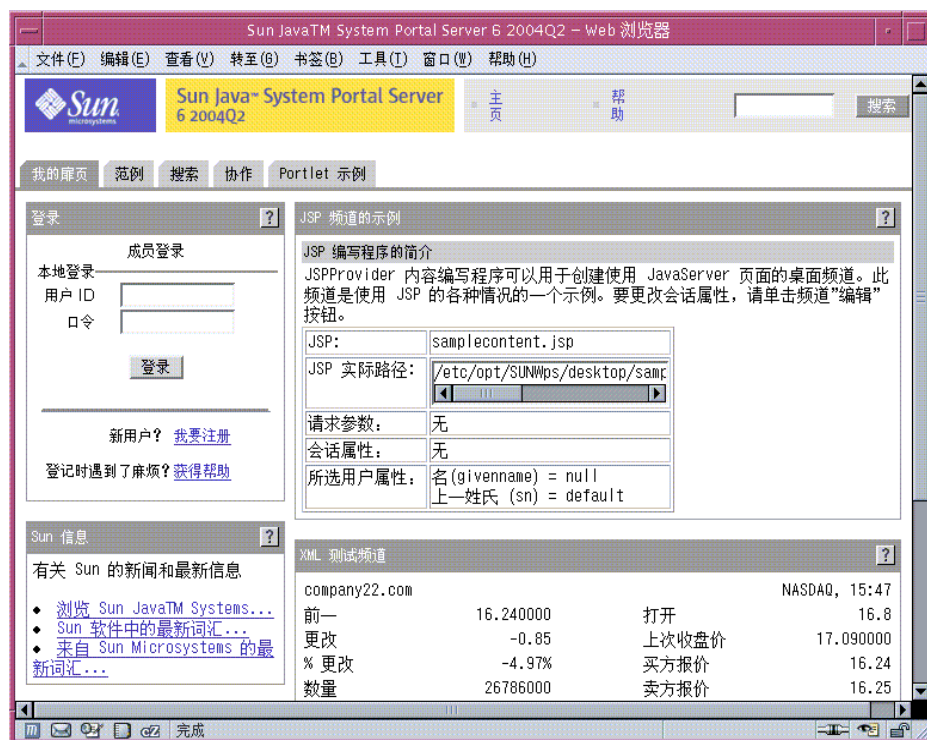 Sun JavaTM System Portal Server 6 2004Q2 – Web 浏览器
文件(F) 编辑(E) 查看(V) 转至(G) 书签(B) 工具(T) 窗口(W) 帮助(H)
Sun microsystems
Sun Java™ System Portal Server
6 2004Q2
主页
帮助
搜索
我的扉页 范例 搜索 协作 Portlet 示例
登录 ?
成员登录
本地登录
用户 ID
口令
登录
新用户? 我要注册
登记时遇到了麻烦? 获得帮助
Sun 信息 ?
有关 Sun 的新闻和最新信息
浏览 Sun JavaTM Systems...
Sun 软件中的最新词汇...
来自 Sun Microsystems 的最
新词汇...
JSP 频道的示例 ?
JSP 编写程序的简介
JSPProvider 内容编写程序可以用于创建使用 JavaServer 页面的桌面频道。此
频道是使用 JSP 的各种情况的一个示例。要更改会话属性，请单击频道”编辑”
按钮。
JSP: samplecontent.jsp
JSP 实际路径: /etc/opt/SUNWps/desktop/samp
请求参数: 无
会话属性: 无
所选用户属性: 名(givenname) = null
上一姓氏 (sn) = default
XML 测试频道 ?
company22.com NASDAQ, 15:47
前一 16.240000 打开 16.8
更改 -0.85 上次收盘价 17.090000
% 更改 -4.97% 买方报价 16.24
数量 26786000 卖方报价 16.25
完成